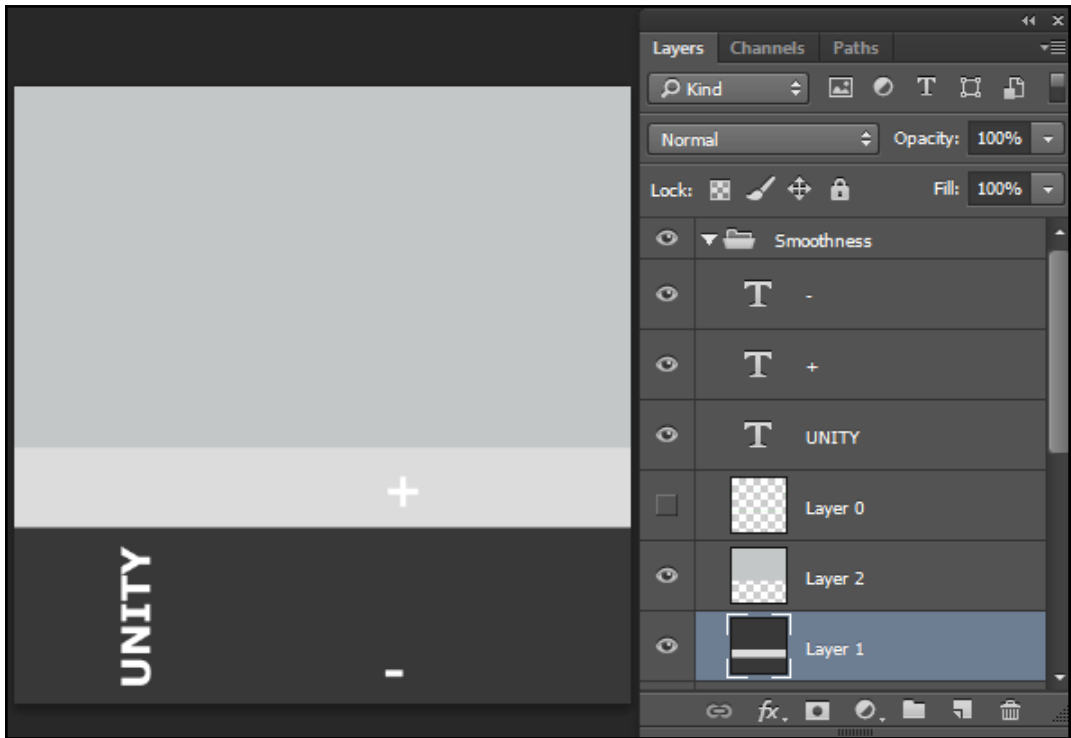 +
UNITY
-
Layers Channels Paths
Kind
Normal Opacity: 100%
Lock: Fill: 100%
Smoothness
T -
T +
T UNITY
Layer 0
Layer 2
Layer 1
fx.